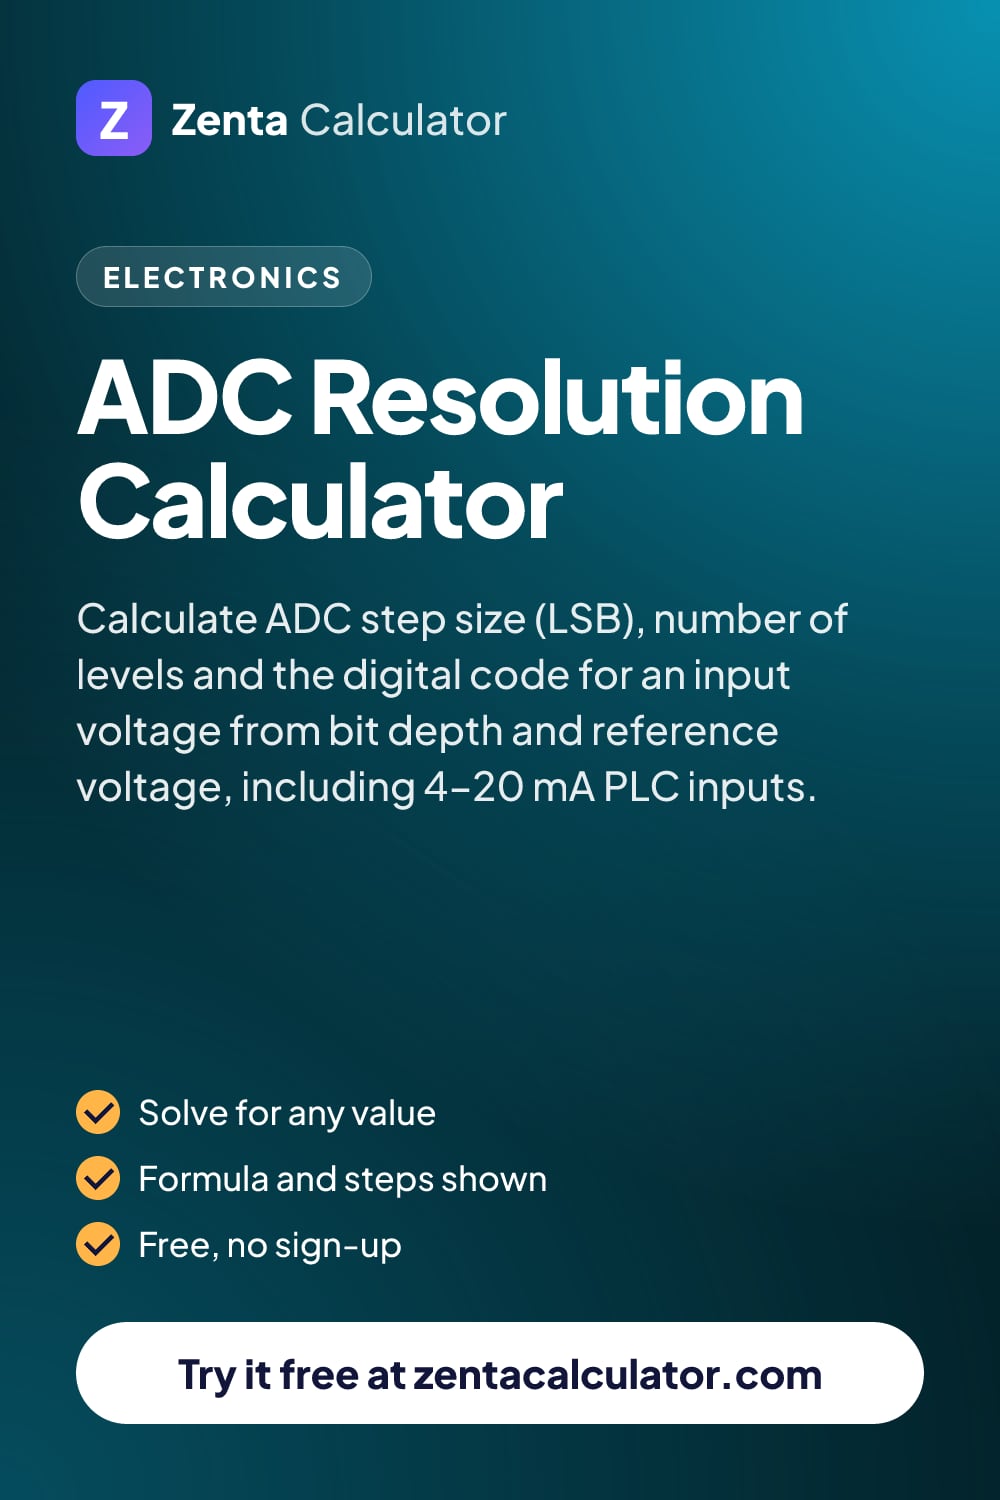 Z
Zenta Calculator
ELECTRONICS
ADC Resolution
Calculator
Calculate ADC step size (LSB), number of
levels and the digital code for an input
voltage from bit depth and reference
voltage, including 4–20 mA PLC inputs.
Solve for any value
Formula and steps shown
Free, no sign-up
Try it free at zentacalculator.com